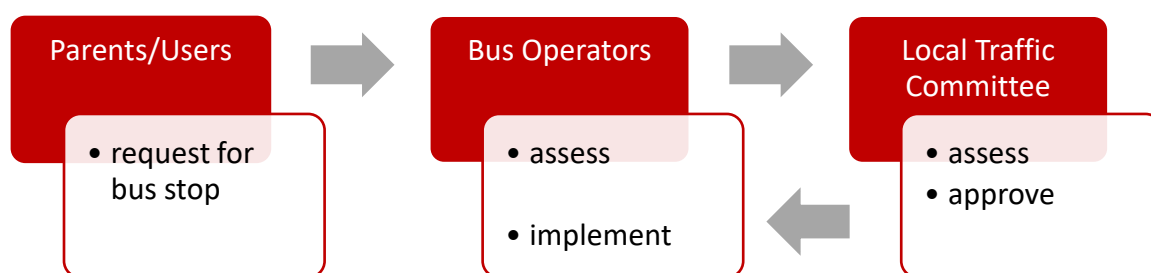 Parents/Users
• request for
bus stop
Bus Operators
• assess
• implement
Local Traffic
Committee
• assess
• approve